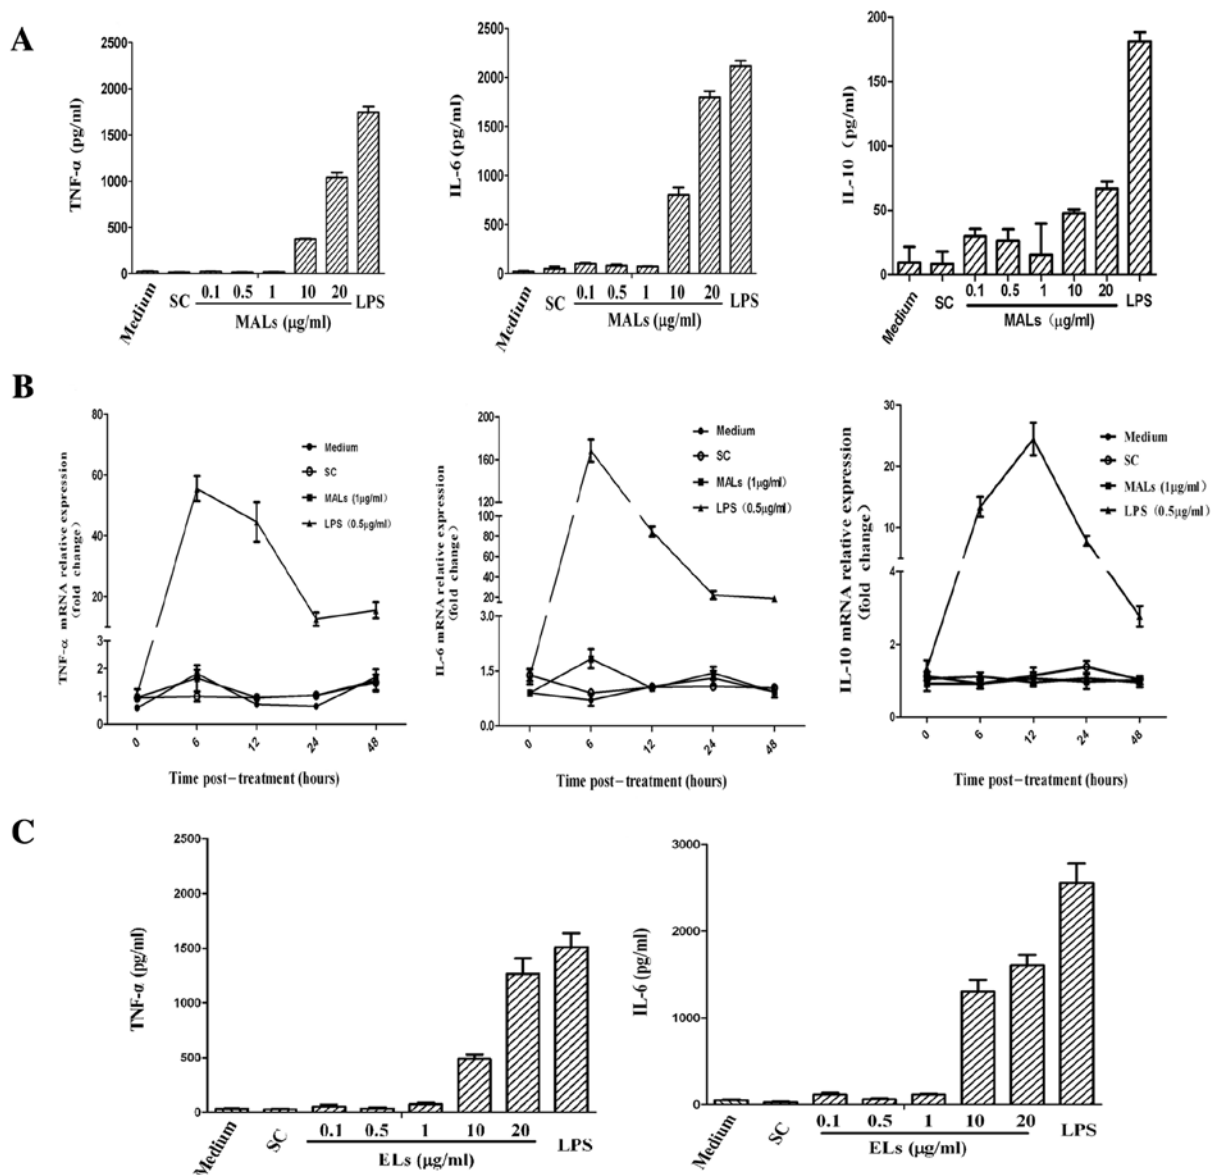 A
TNF-α (pg/ml)
2500
2000
1500
1000
500
0
Medium
SC
0.1 0.5 1 10 20
LPS
MALs (μg/ml)
IL-6 (pg/ml)
2500
2000
1500
1000
500
0
Medium
SC
0.1 0.5 1 10 20
LPS
MALs (μg/ml)
IL-10 (pg/ml)
200
150
100
50
0
Medium
SC
0.1 0.5 1 10 20
LPS
MALs (μg/ml)
B
TNF-α mRNA relative expression
(fold change)
80
60
40
20
3
2
1
0
Medium
SC
MALs (1μg/ml)
LPS (0.5μg/ml)
0 6 12 24 48
Time post-treatment (hours)
IL-6 mRNA relative expression
(fold change)
200
180
160
140
120
100
80
60
40
20
3.0
1.5
0.0
Medium
SC
MALs (1μg/ml)
LPS (0.5μg/ml)
0 6 12 24 48
Time post-treatment (hours)
IL-10 mRNA relative expression
(fold change)
30
20
10
4
2
0
Medium
SC
MALs (1μg/ml)
LPS (0.5μg/ml)
0 6 12 24 48
Time post-treatment (hours)
C
TNF-α (pg/ml)
2500
2000
1500
1000
500
0
Medium
SC
0.1 0.5 1 10 20
LPS
ELs (μg/ml)
IL-6 (pg/ml)
3000
2000
1000
0
Medium
SC
0.1 0.5 1 10 20
LPS
ELs (μg/ml)